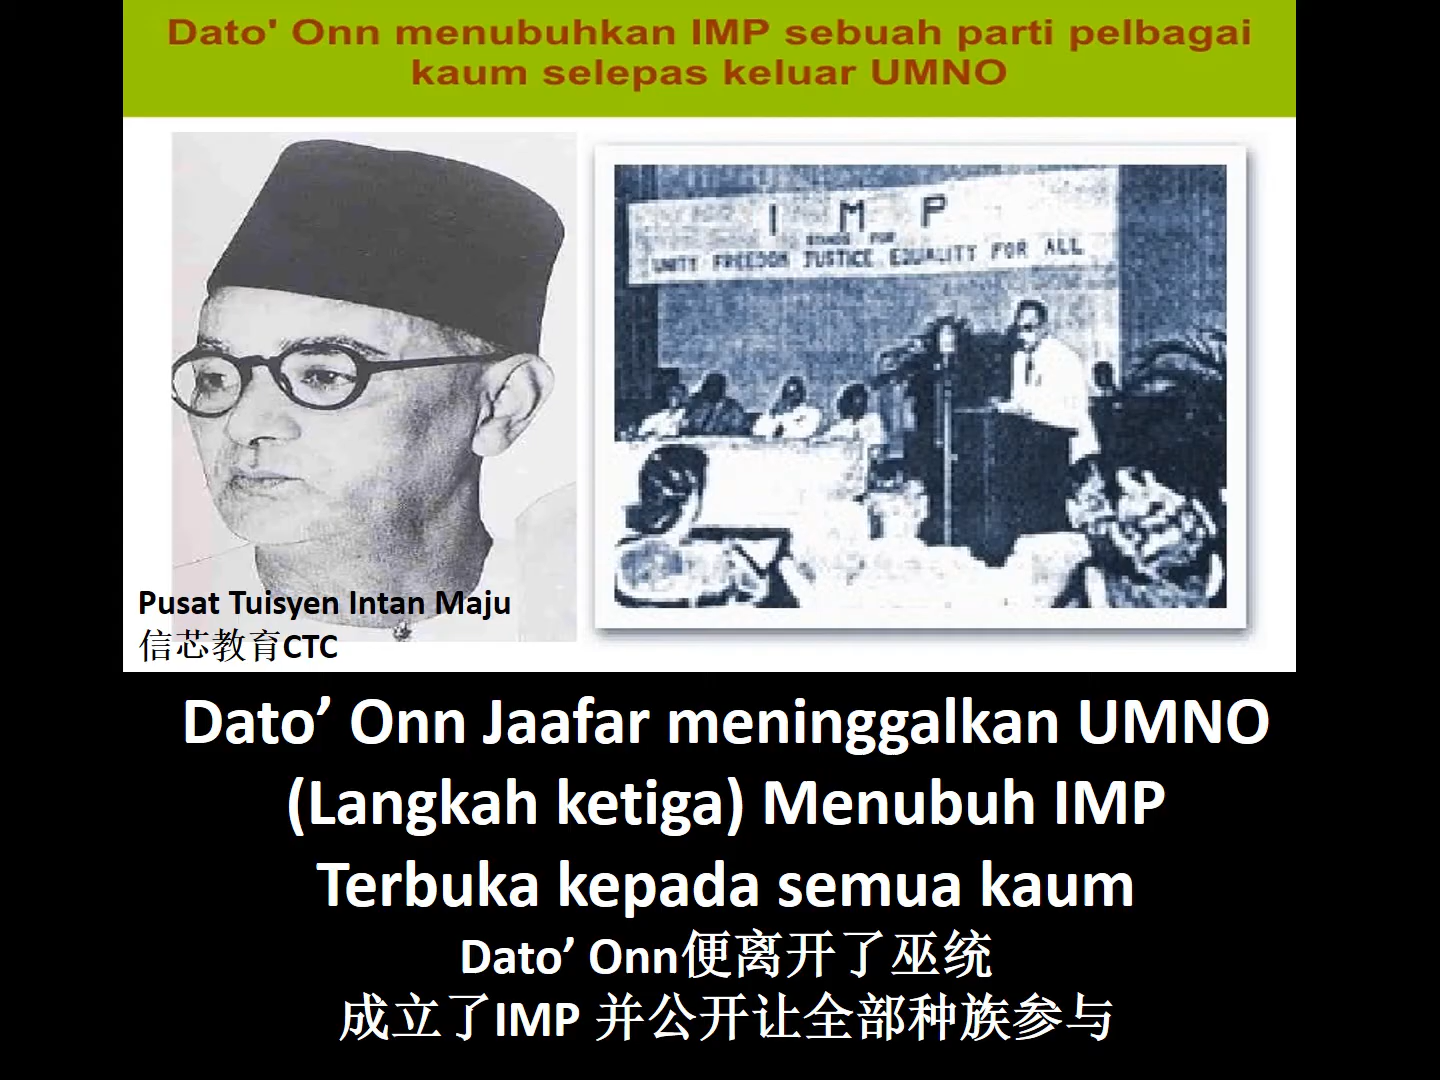 Dato' Onn menubuhkan IMP sebuah parti pelbagai
kaum selepas keluar UMNO
I M P
STANDS FOR
UNITY FREEDOM JUSTICE EQUALITY FOR ALL
Pusat Tuisyen Intan Maju
信芯教育CTC
Dato’ Onn Jaafar meninggalkan UMNO
(Langkah ketiga) Menubuh IMP
Terbuka kepada semua kaum
Dato’ Onn便离开了巫统
成立了IMP 并公开让全部种族参与